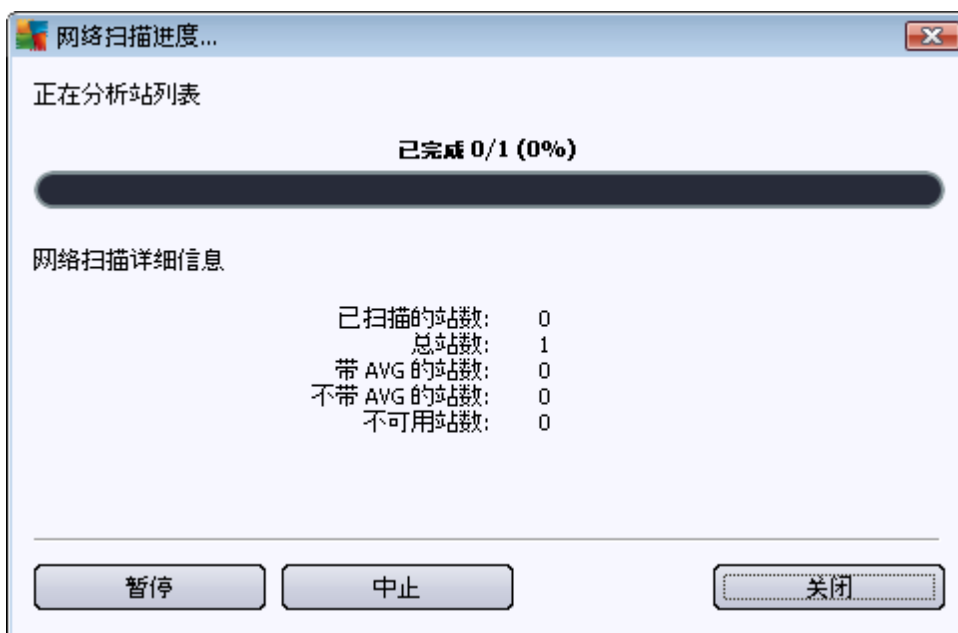 网络扫描进度...
正在分析站列表
已完成 0/1 (0%)
网络扫描详细信息
已扫描的站数: 0
总站数: 1
带 AVG 的站数: 0
不带 AVG 的站数: 0
不可用站数: 0
暂停 中止 关闭